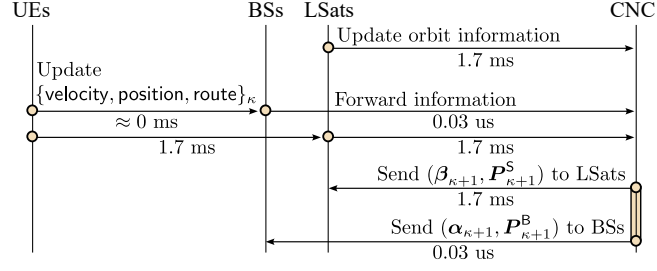 UEs BSs LSats CNC
Update orbit information
1.7 ms
Update
{velocity, position, route}κ
Forward information
≈ 0 ms 0.03 us
1.7 ms 1.7 ms
Send (βκ+1, P^S_κ+1) to LSats
1.7 ms
Send (ακ+1, P^B_κ+1) to BSs
0.03 us